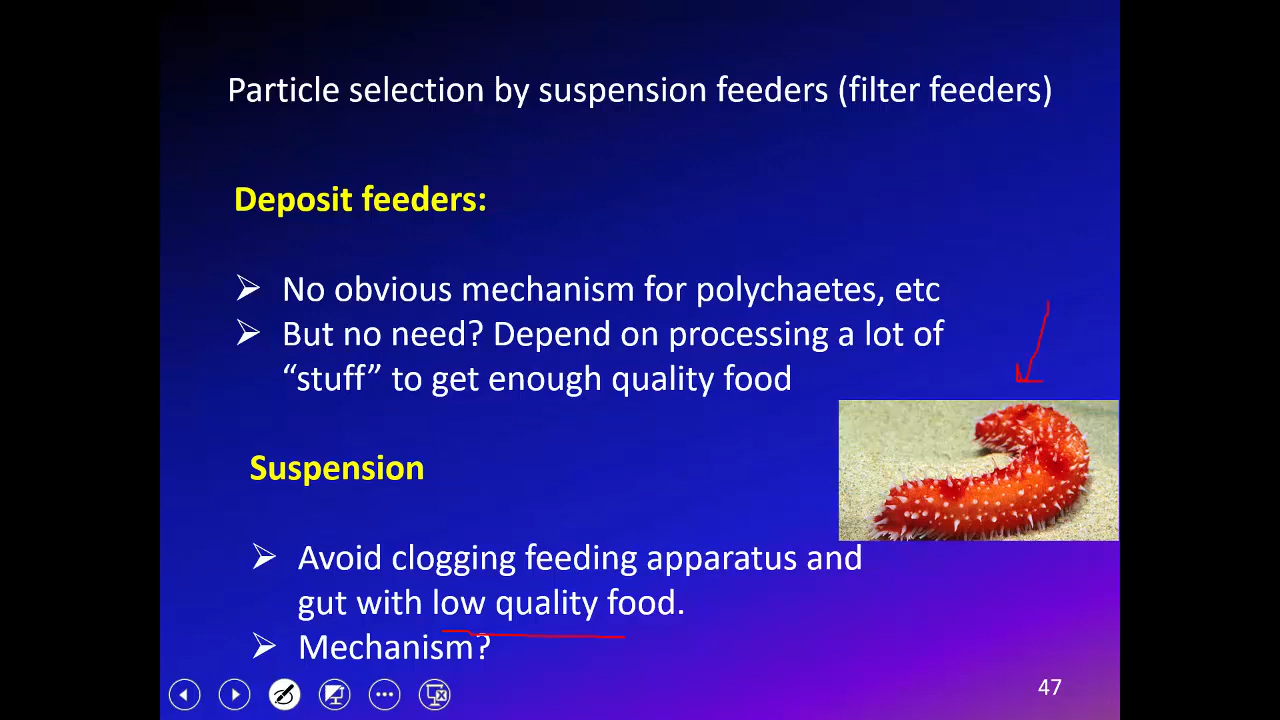 Particle selection by suspension feeders (filter feeders)
Deposit feeders:
No obvious mechanism for polychaetes, etc
But no need? Depend on processing a lot of
“stuff” to get enough quality food
Suspension
Avoid clogging feeding apparatus and
gut with low quality food.
Mechanism?
47